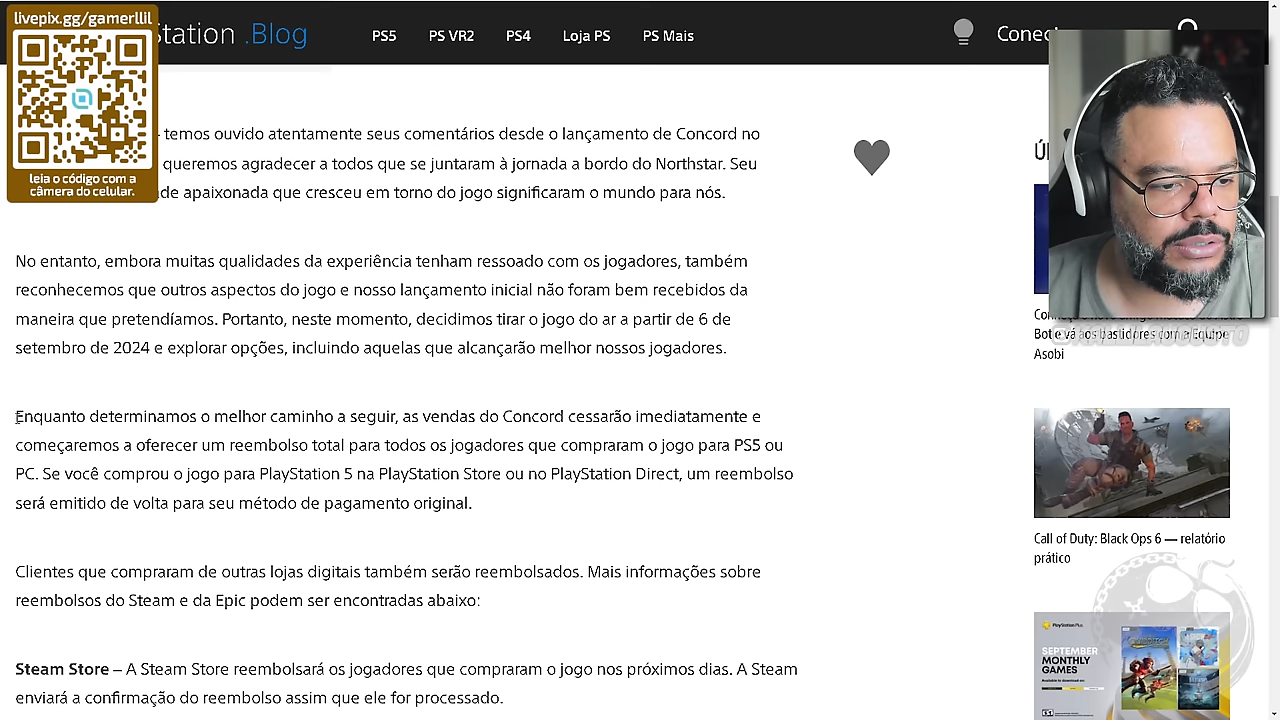 livepix.gg/gamerllll
leia o código com a
câmera do celular.
Station .Blog
PS5
PS VR2
PS4
Loja PS
PS Mais
temos ouvido atentamente seus comentários desde o lançamento de Concord no
queremos agradecer a todos que se juntaram à jornada a bordo do Northstar. Seu
de apaixonada que cresceu em torno do jogo significaram o mundo para nós.
No entanto, embora muitas qualidades da experiência tenham ressoado com os jogadores, também
reconhecemos que outros aspectos do jogo e nosso lançamento inicial não foram bem recebidos da
maneira que pretendíamos. Portanto, neste momento, decidimos tirar o jogo do ar a partir de 6 de
setembro de 2024 e explorar opções, incluindo aquelas que alcançarão melhor nossos jogadores.
Enquanto determinamos o melhor caminho a seguir, as vendas do Concord cessarão imediatamente e
começaremos a oferecer um reembolso total para todos os jogadores que compraram o jogo para PS5 ou
PC. Se você comprou o jogo para PlayStation 5 na PlayStation Store ou no PlayStation Direct, um reembolso
será emitido de volta para seu método de pagamento original.
Clientes que compraram de outras lojas digitais também serão reembolsados. Mais informações sobre
reembolsos do Steam e da Epic podem ser encontradas abaixo:
Steam Store – A Steam Store reembolsará os jogadores que compraram o jogo nos próximos dias. A Steam
enviará a confirmação do reembolso assim que ele for processado.
Asobi
Call of Duty: Black Ops 6 — relatório
prático
PlayStation Plus
SEPTEMBER
MONTHLY
GAMES